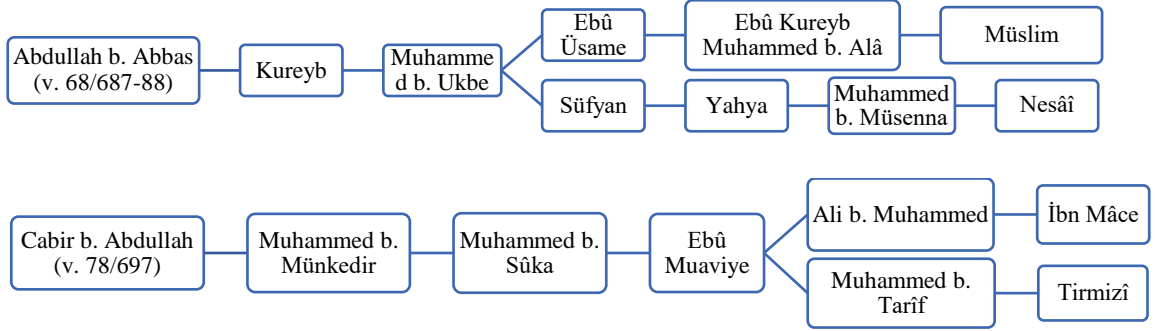 Abdullah b. Abbas
(v. 68/687-88)
Kureyb
Muhamme
d b. Ukbe
Ebû
Üsame
Ebû Kureyb
Muhammed b. Alâ
Müslim
Süfyan
Yahya
Muhammed
b. Müsenna
Nesâî
Cabir b. Abdullah
(v. 78/697)
Muhammed b.
Münkedir
Muhammed b.
Sûka
Ebû
Muaviye
Ali b. Muhammed
İbn Mâce
Muhammed b.
Tarîf
Tirmizî